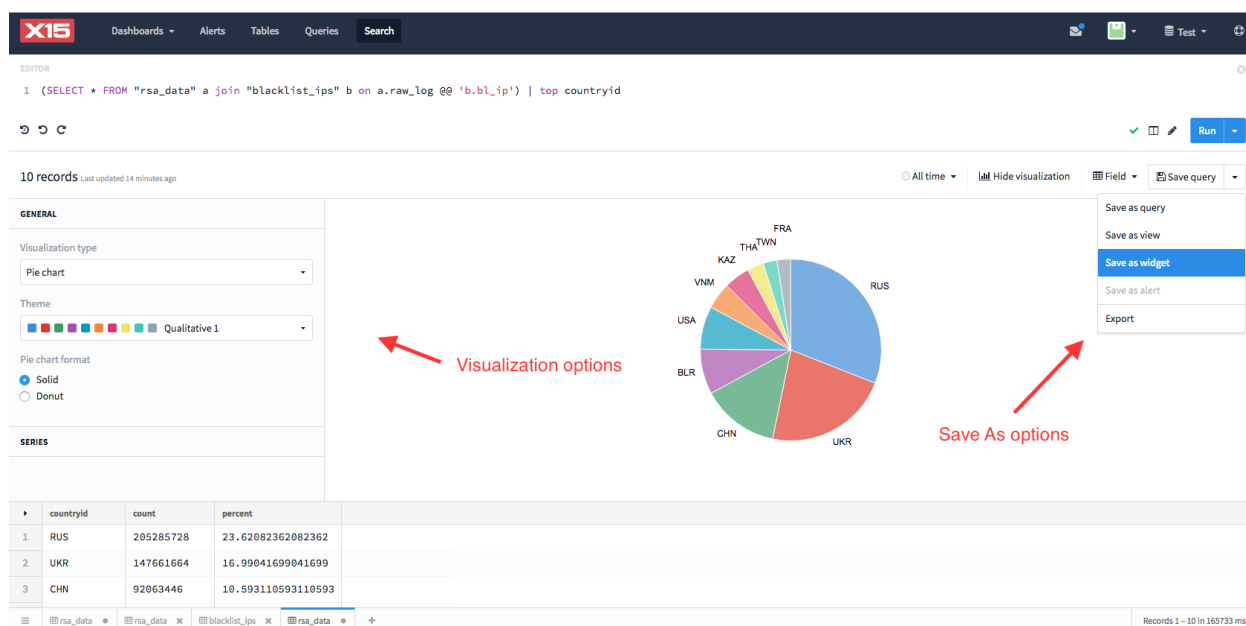 X15 Dashboards Alerts Tables Queries Search Test
EDITOR
1 (SELECT * FROM "rsa_data" a join "blacklist_ips" b on a.raw_log @@ 'b.bl_ip') | top countryid
Run
10 records Last updated 14 minutes ago All time Hide visualization Field Save query
GENERAL
Visualization type
Pie chart
Theme
Qualitative 1
Pie chart format
Solid
Donut
SERIES
Visualization options
FRA
TWN
THA
KAZ
VNM
USA
BLR
CHN
UKR
RUS
Save as query
Save as view
Save as widget
Save as alert
Export
Save As options
countryid count percent
1 RUS 205285728 23.62082362082362
2 UKR 147661664 16.99041699041699
3 CHN 92063446 10.593110593110593
rsa_data rsa_data blacklist_ips rsa_data + Records 1 – 10 in 165733 ms